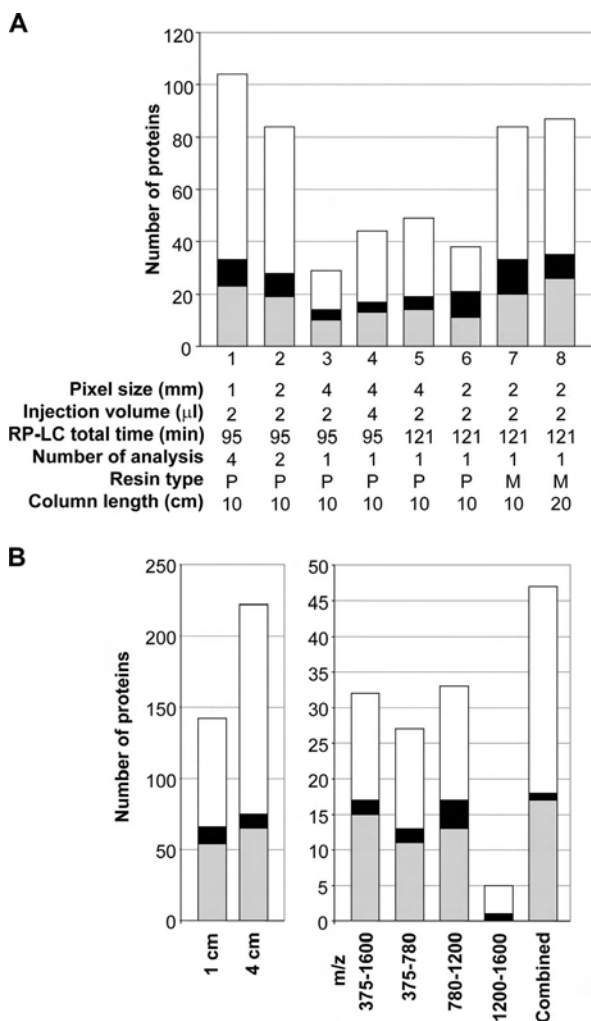 A
120
100
80
60
40
20
0
Number of proteins
1 2 3 4 5 6 7 8
Pixel size (mm) 1 2 4 4 4 2 2 2
Injection volume (μl) 2 2 2 4 2 2 2 2
RP-LC total time (min) 95 95 95 95 121 121 121 121
Number of analysis 4 2 1 1 1 1 1 1
Resin type P P P P P P M M
Column length (cm) 10 10 10 10 10 10 10 20
B
250
200
150
100
50
0
Number of proteins
1 cm
4 cm
50
45
40
35
30
25
20
15
10
5
0
m/z
375-1600
375-780
780-1200
1200-1600
Combined